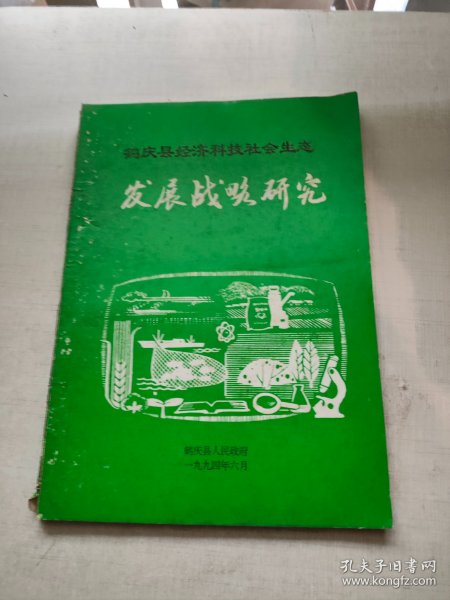 鹤庆县经济科技社会生态
发展战略研究
鹤庆县人民政府
一九九四年六月
孔夫子旧书网
www.kongfz.com